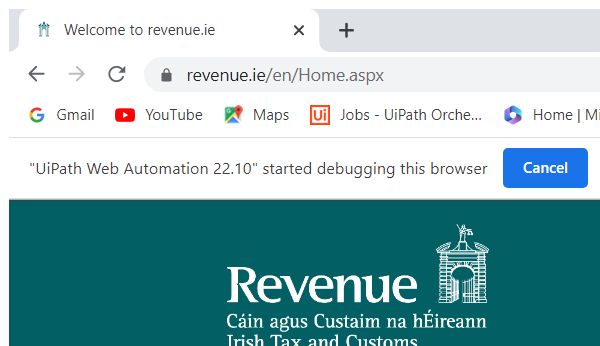 Welcome to revenue.ie
revenue.ie/en/Home.aspx
Gmail YouTube Maps Ui Jobs - UiPath Orche... Home | Mi
"UiPath Web Automation 22.10" started debugging this browser Cancel
Revenue
Cáin agus Custaim na hÉireann
Irish Tax and Customs